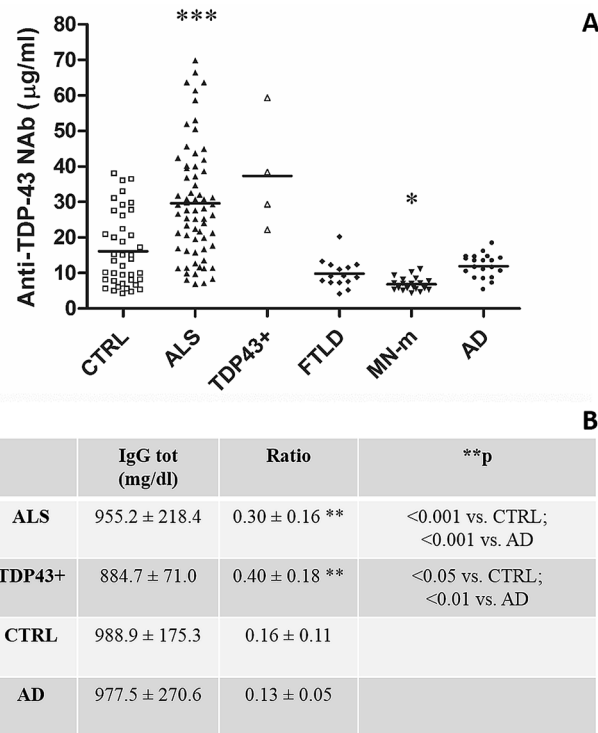 A
***
Anti-TDP-43 NAb (µg/ml)
80
70
60
50
40
30
20
10
0
*
CTRL
ALS
TDP43+
FTLD
MN-m
AD
B
IgG tot
(mg/dl)
Ratio
**p
ALS
955.2 ± 218.4
0.30 ± 0.16 **
<0.001 vs. CTRL;
<0.001 vs. AD
TDP43+
884.7 ± 71.0
0.40 ± 0.18 **
<0.05 vs. CTRL;
<0.01 vs. AD
CTRL
988.9 ± 175.3
0.16 ± 0.11
AD
977.5 ± 270.6
0.13 ± 0.05